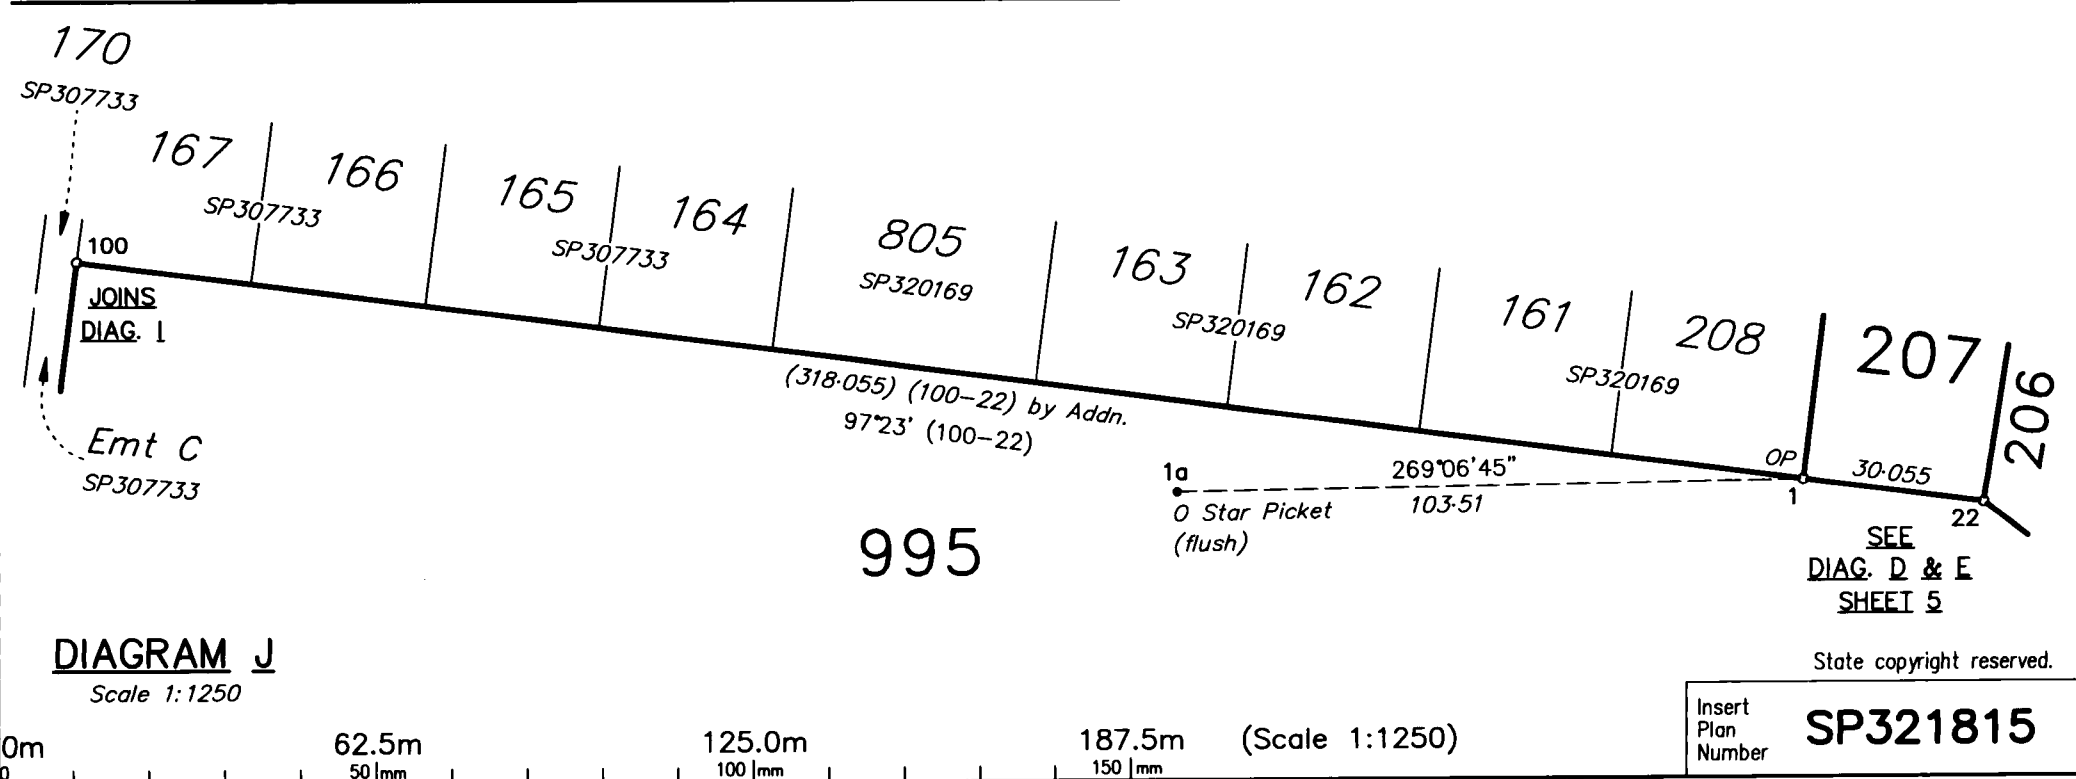 170
SP307733
167
166
SP307733
165
164
SP307733
805
SP320169
163
162
SP320169
161
208
SP320169
207
206
100
JOINS
DIAG. I
(318·055) (100-22) by Addn.
97°23' (100-22)
Emt C
SP307733
1a
269°06'45"
103·51
O Star Picket
(flush)
OP
1
30·055
22
SEE
DIAG. D & E
SHEET 5
995
DIAGRAM J
Scale 1:1250
State copyright reserved.
Insert
Plan
Number
SP321815
0m 62.5m 125.0m 187.5m (Scale 1:1250)
0 50 mm 100 mm 150 mm